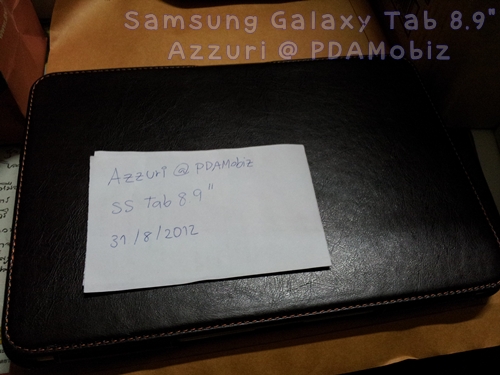 Samsung Galaxy Tab 8.9"
Azzuri @ PDAMobiz
Azzuri @ PDAMobiz
SS Tab 8 9"
31/8/2012